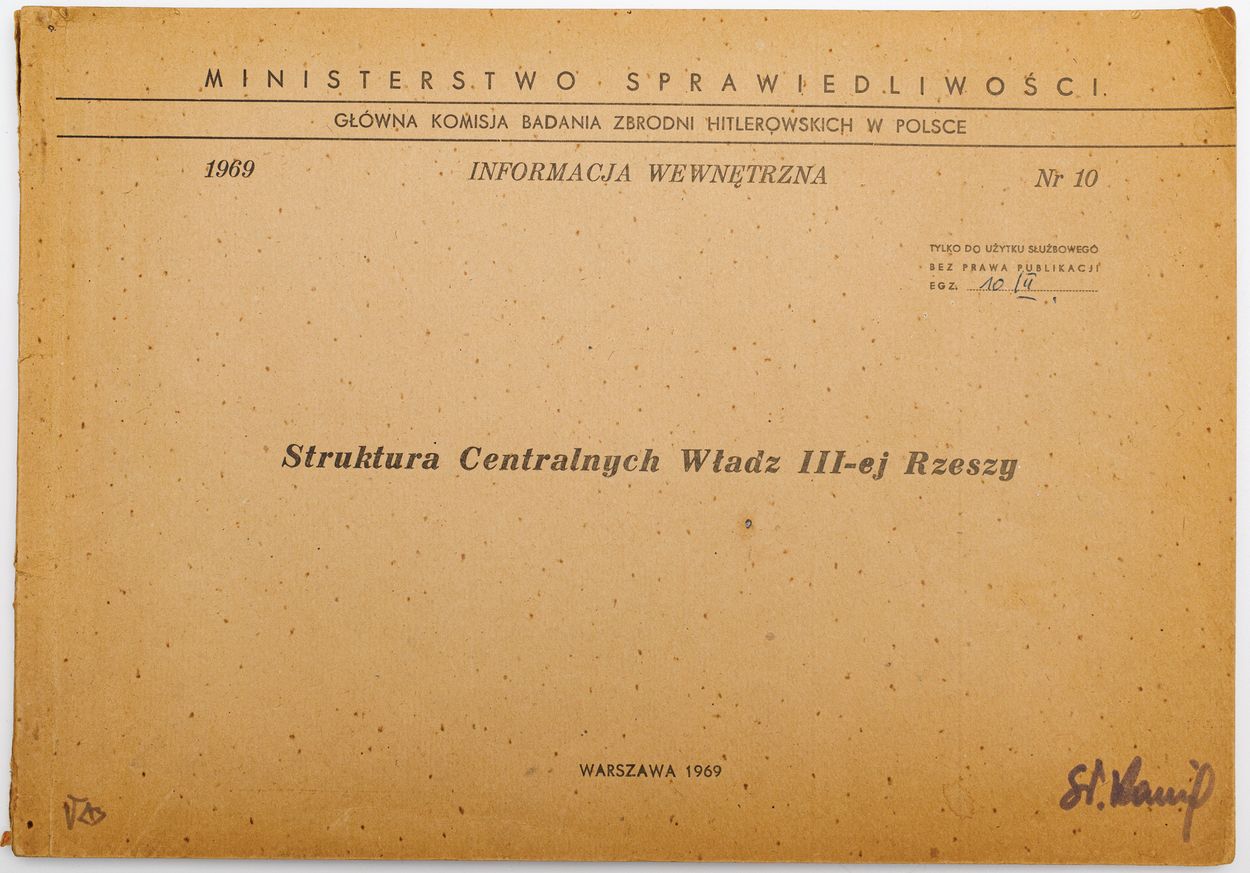 MINISTERSTWO SPRAWIEDLIWOŚCI
GŁÓWNA KOMISJA BADANIA ZBRODNI HITLEROWSKICH W POLSCE
1969 INFORMACJA WEWNĘTRZNA Nr 10
TYLKO DO UŻYTKU SŁUŻBOWEGO
BEZ PRAWA PUBLIKACJI
EGZ. 10
Struktura Centralnych Władz III-ej Rzeszy
WARSZAWA 1969
St.